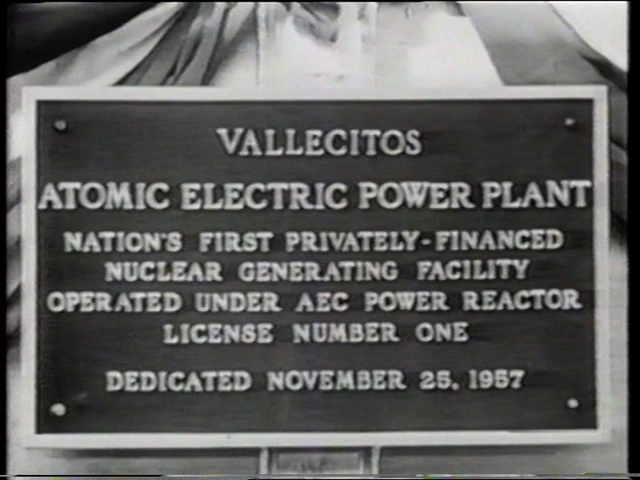 VALLECITOS
ATOMIC ELECTRIC POWER PLANT
NATION'S FIRST PRIVATELY-FINANCED
NUCLEAR GENERATING FACILITY
OPERATED UNDER AEC POWER REACTOR
LICENSE NUMBER ONE
DEDICATED NOVEMBER 25, 1957